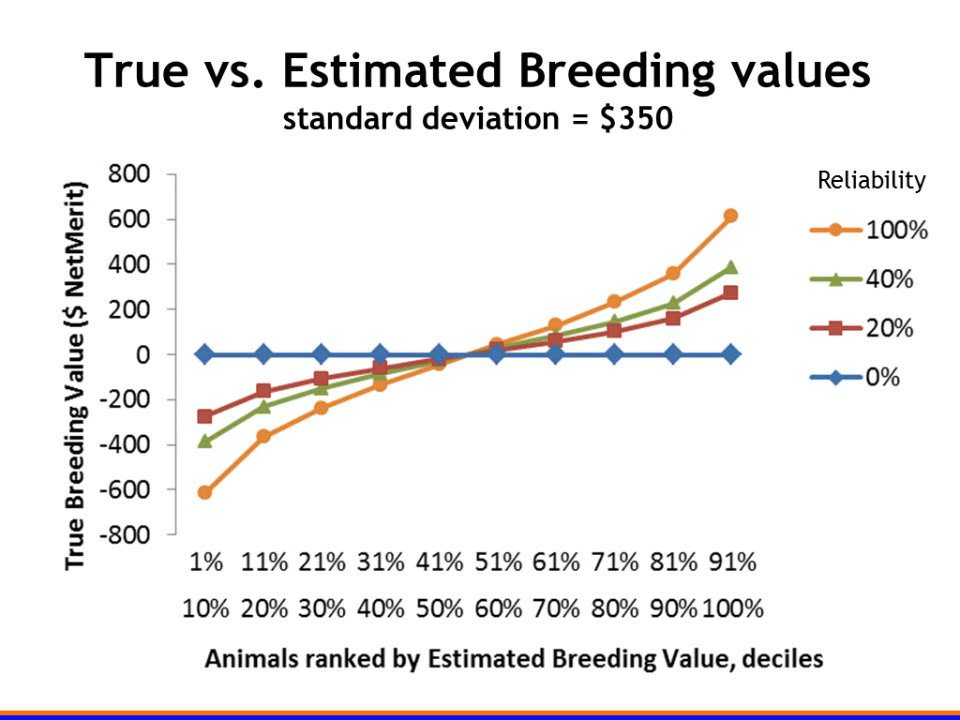 True vs. Estimated Breeding values
standard deviation = $350
True Breeding Value ($ NetMerit)
800
600
400
200
0
-200
-400
-600
-800
1% 11% 21% 31% 41% 51% 61% 71% 81% 91%
10% 20% 30% 40% 50% 60% 70% 80% 90% 100%
Animals ranked by Estimated Breeding Value, deciles
Reliability
100%
40%
20%
0%